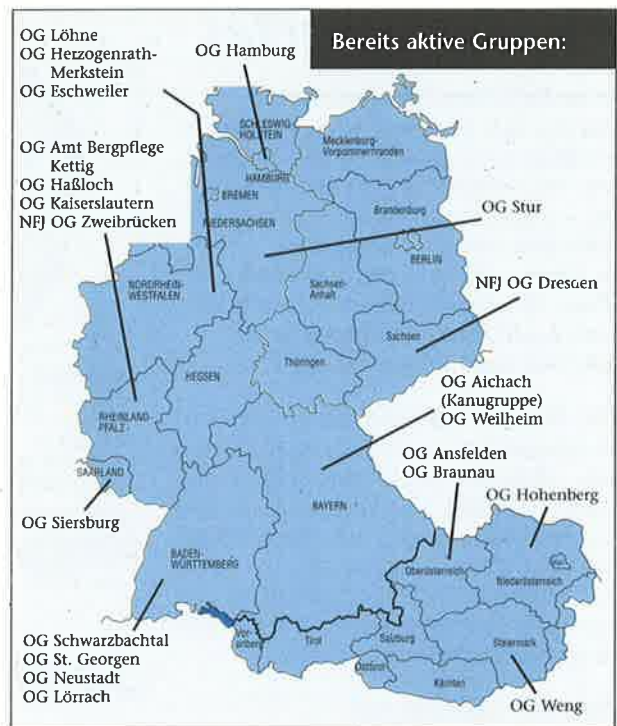 Bereits aktive Gruppen:
OG Löhne
OG Herzogenrath-
Merkstein
OG Eschweiler
OG Hamburg
OG Amt Bergpflege
Kettig
OG Haßloch
OG Kaiserslautern
NFJ OG Zweibrücken
OG Stur
NFJ OG Dresden
OG Aichach
(Kanugruppe)
OG Weilheim
OG Ansfelden
OG Braunau
OG Hohenberg
OG Siersburg
OG Schwarzbachtal
OG St. Georgen
OG Neustadt
OG Lörrach
OG Weng
SCHLESWIG-
HOLSTEIN
Mecklenburg-
HAMBURG
BREMEN
NIEDERSACHSEN
Brandenburg
BERLIN
Sachsen-
Anhalt
NORDRHEIN-
WESTFALEN
Sachsen
Thüringen
HESSEN
RHEINLAND-
PFALZ
SAARLAND
BAYERN
BADEN-
WÜRTTEMBERG
Oberösterreich
Niederösterreich
Vor-
arlberg
Tirol
Salzburg
Steiermark
Osttirol
Kärnten